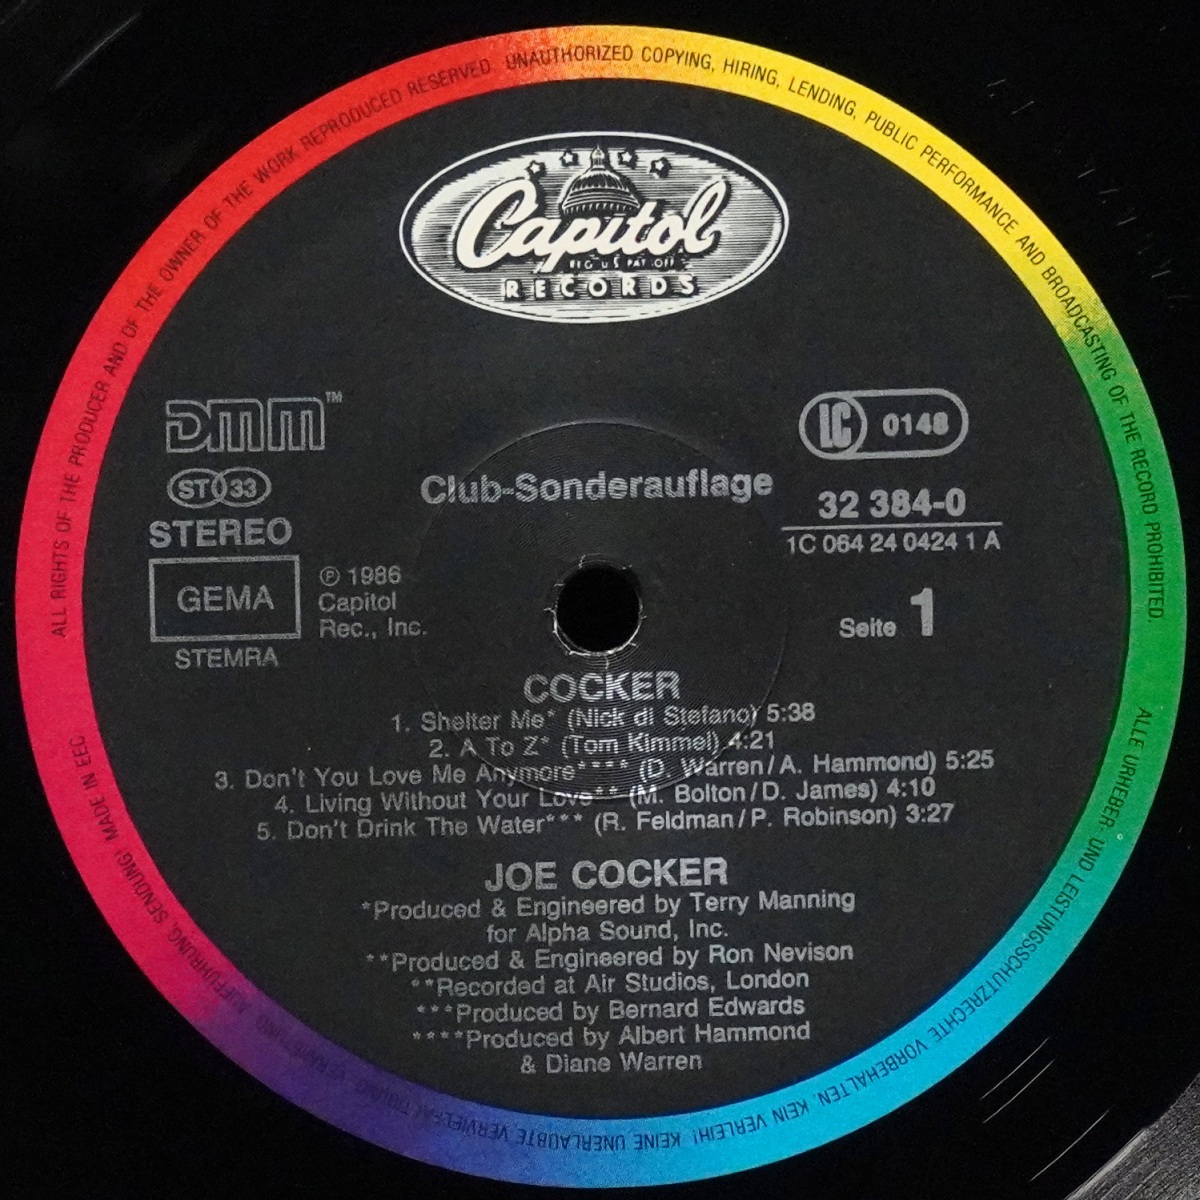 ALL RIGHTS OF THE PRODUCER AND OF THE OWNER OF THE WORK REPRODUCED RESERVED. UNAUTHORIZED COPYING, HIRING, LENDING, PUBLIC PERFORMANCE AND BROADCASTING OF THE RECORD PROHIBITED.
Capitol
RECORDS
DMM™
LC 0148
ST 33
Club-Sonderauflage
32 384-0
STEREO
1C 064 24 0424 1 A
GEMA
STEMRA
℗ 1986
Capitol
Rec., Inc.
Seite 1
COCKER
1. Shelter Me* (Nick di Stefano) 5:38
2. A To Z* (Tom Kimmel) 4:21
3. Don't You Love Me Anymore**** (D. Warren/A. Hammond) 5:25
4. Living Without Your Love** (M. Bolton/D. James) 4:10
5. Don't Drink The Water*** (R. Feldman/P. Robinson) 3:27
JOE COCKER
*Produced & Engineered by Terry Manning
for Alpha Sound, Inc.
**Produced & Engineered by Ron Nevison
**Recorded at Air Studios, London
***Produced by Bernard Edwards
****Produced by Albert Hammond
& Diane Warren
ALLE URHEBER- UND LEISTUNGSSCHUTZRECHTE VORBEHALTEN. KEIN VERLEIH! KEINE UNERLAUBTE VERVIELFÄLTIGUNG, VERMIETUNG, AUFFÜHRUNG, SENDUNG! MADE IN EEC